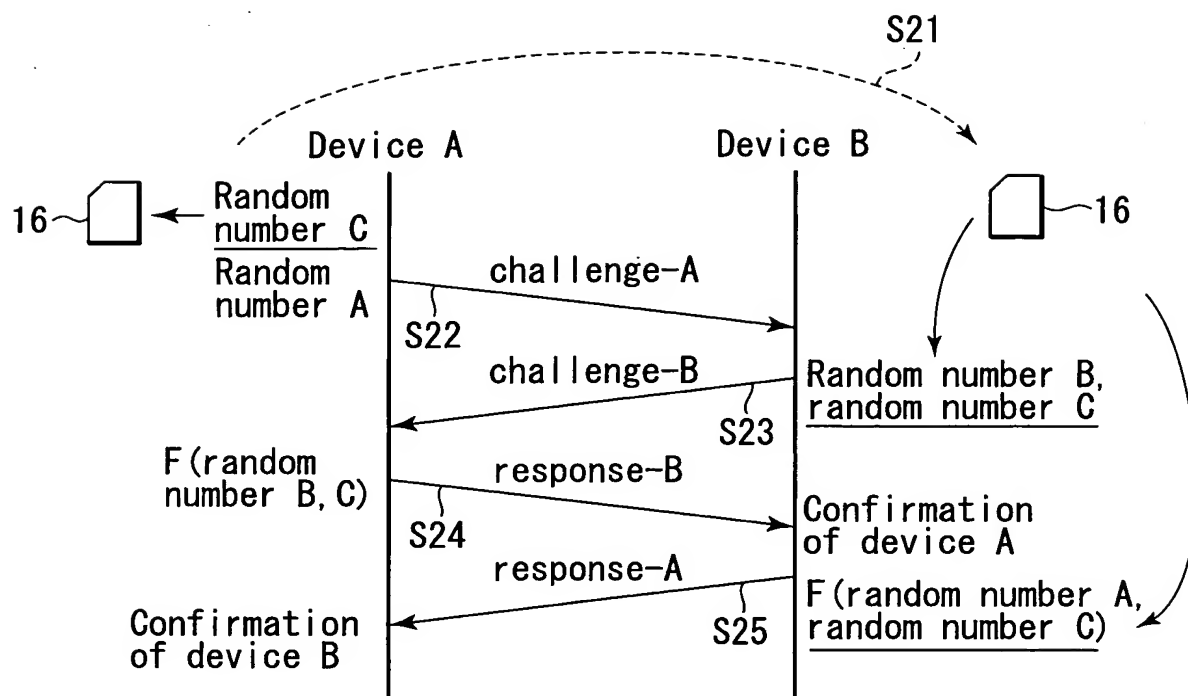 S21
Device A
Device B
16
Random
number C
16
Random
number A
challenge-A
S22
challenge-B
Random number B,
random number C
S23
F(random
number B, C)
response-B
S24
Confirmation
of device A
response-A
F(random number A,
random number C)
S25
Confirmation
of device B